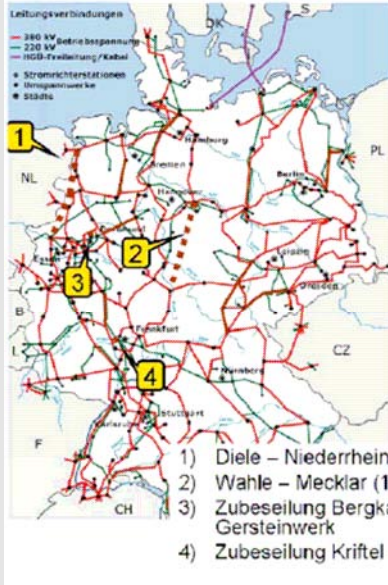 Leitungsverbindungen
380 kV
220 kV Betriebsspannung
HGÜ-Freileitung/Kabel
Stromrichterstationen
Umspannwerke
Städte
DK
S
1
NL
Hamburg
Bremen
PL
Hannover
Berlin
2
Dortmund
Essen
3
Leipzig
Dresden
B
L
Frankfurt
CZ
4
Nürnberg
Karlsruhe
Stuttgart
F
CH
1) Diele – Niederrhein
2) Wahle – Mecklar (1
3) Zubeseilung Bergka
Gersteinwerk
4) Zubeseilung Kriftel